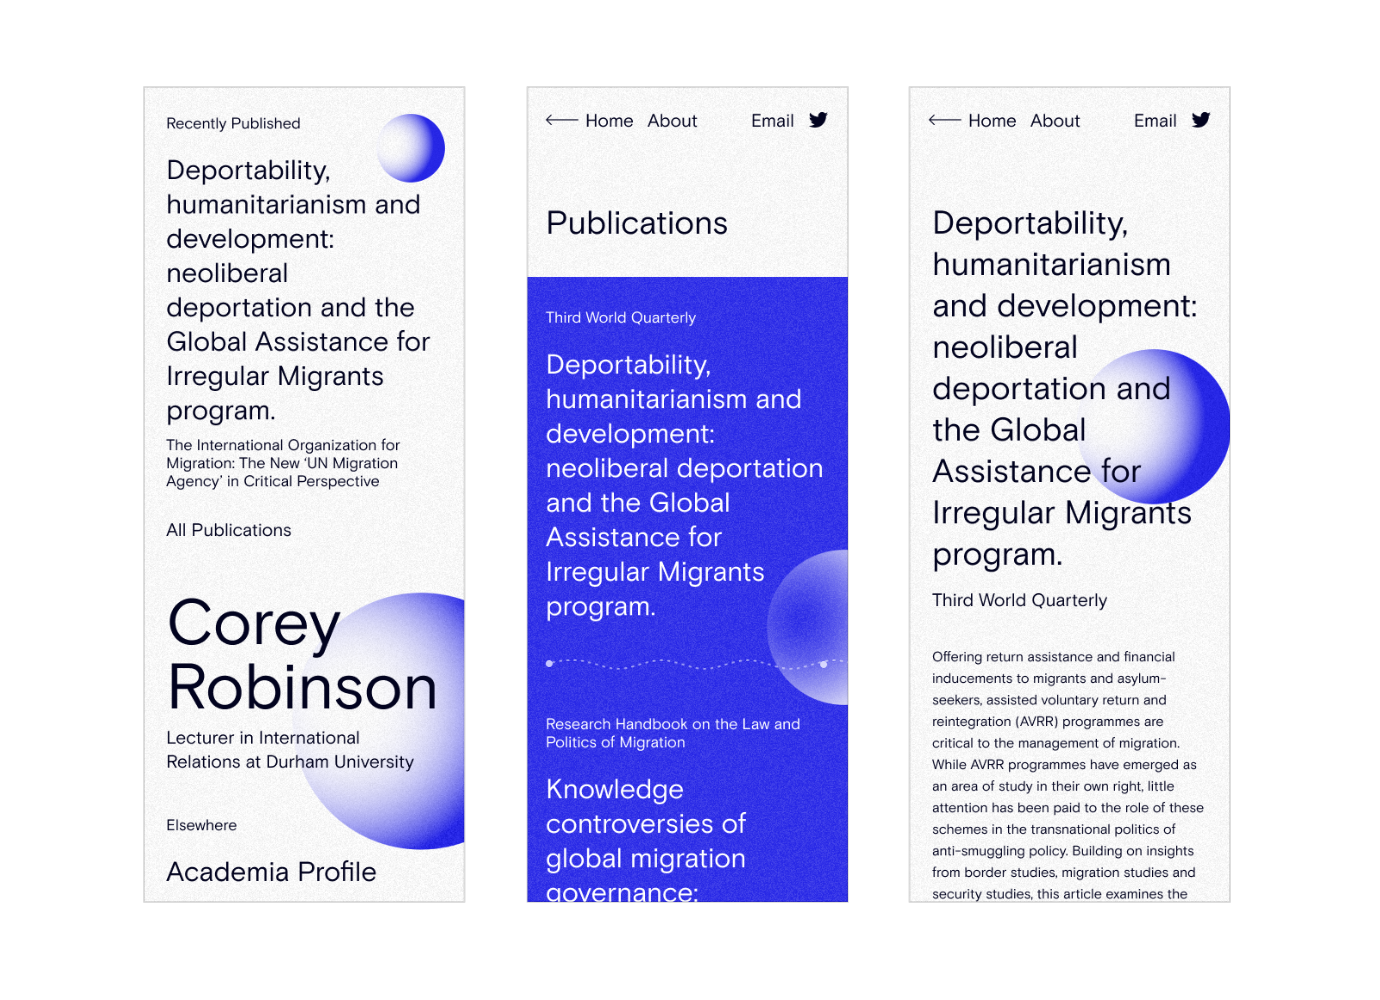 Recently Published
Deportability,
humanitarianism and
development:
neoliberal
deportation and the
Global Assistance for
Irregular Migrants
program.
The International Organization for
Migration: The New ‘UN Migration
Agency’ in Critical Perspective
All Publications
Corey
Robinson
Lecturer in International
Relations at Durham University
Elsewhere
Academia Profile
Home About Email
Publications
Third World Quarterly
Deportability,
humanitarianism and
development:
neoliberal deportation
and the Global
Assistance for
Irregular Migrants
program.
Research Handbook on the Law and
Politics of Migration
Knowledge
controversies of
global migration
governance:
Home About Email
Deportability,
humanitarianism
and development:
neoliberal
deportation and
the Global
Assistance for
Irregular Migrants
program.
Third World Quarterly
Offering return assistance and financial
inducements to migrants and asylum-
seekers, assisted voluntary return and
reintegration (AVRR) programmes are
critical to the management of migration.
While AVRR programmes have emerged as
an area of study in their own right, little
attention has been paid to the role of these
schemes in the transnational politics of
anti-smuggling policy. Building on insights
from border studies, migration studies and
security studies, this article examines the